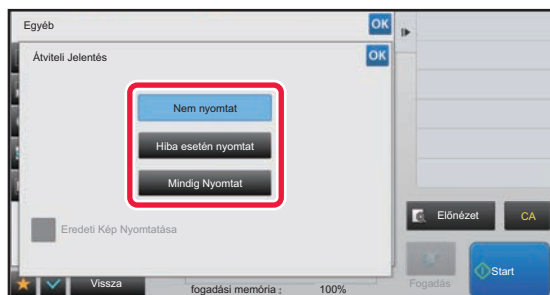 Egyéb
OK
Átviteli Jelentés
OK
Nem nyomtat
Hiba esetén nyomtat
Mindig Nyomtat
Eredeti Kép Nyomtatása
Előnézet
CA
Vissza
fogadási memória : 100%
Fogadás
Start